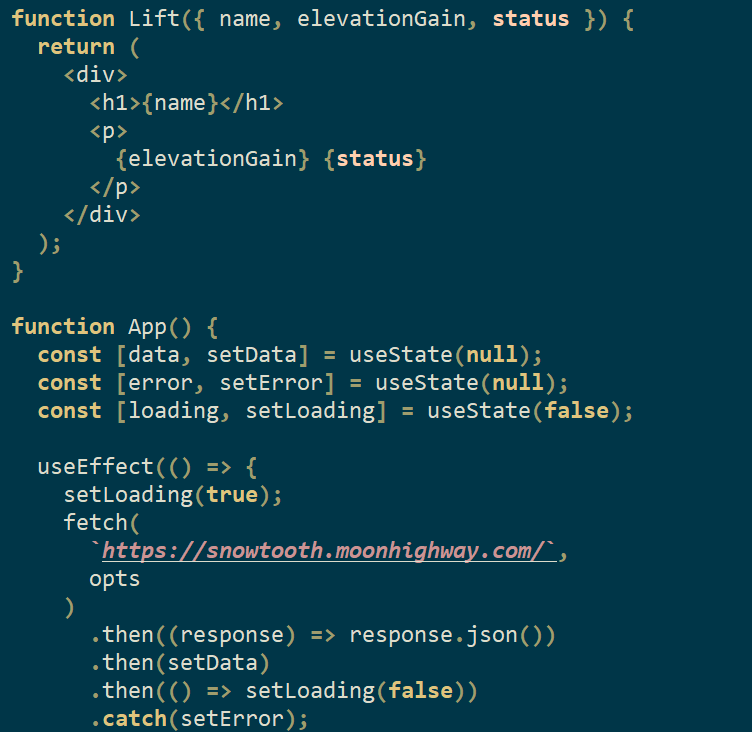 function Lift({ name, elevationGain, status }) {
  return (
    <div>
      <h1>{name}</h1>
      <p>
        {elevationGain} {status}
      </p>
    </div>
  );
}

function App() {
  const [data, setData] = useState(null);
  const [error, setError] = useState(null);
  const [loading, setLoading] = useState(false);

  useEffect(() => {
    setLoading(true);
    fetch(
      `https://snowtooth.moonhighway.com/`,
      opts
    )
      .then((response) => response.json())
      .then(setData)
      .then(() => setLoading(false))
      .catch(setError);